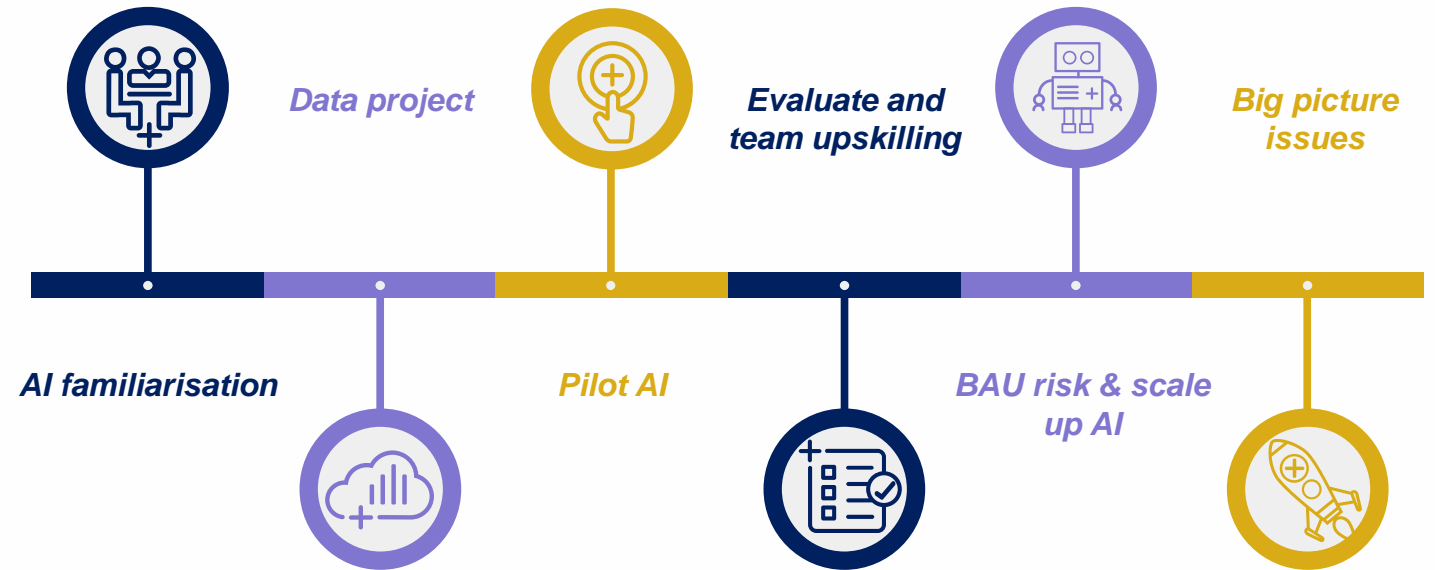 Data project
Evaluate and
team upskilling
Big picture
issues
AI familiarisation
Pilot AI
BAU risk & scale
up AI